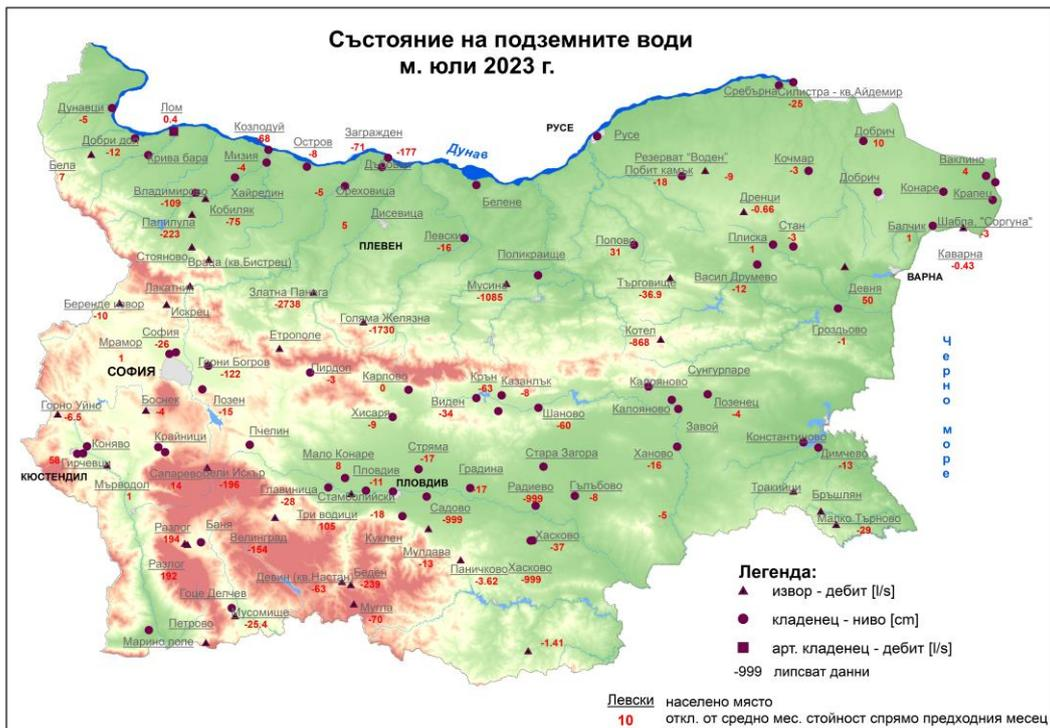 Състояние на подземните води
м. юли 2023 г.
Дунавци
-5
Лом
0.4
Добри дол
-12
Крива бара
Козлодуй
-68
Мизия
-4
Остров
-8
Загражден
-71
-177
Дунав
РУСЕ
Русе
Сребърна
Силистра - кв.Айдемир
-25
Добрич
10
Бела
7
Владимирово
-109
Хайредин
Кобиляк
-75
Папилула
-223
-5
Ореховица
5
Дисевица
Белене
Резерват "Воден"
-9
Побит камък
-18
Кочмар
-3
Ваклино
4
Дренци
-0.66
Добрич
Конаре
Крапец
Стояново
Враца (кв.Бистрец)
ПЛЕВЕН
Левски
-16
Поликраище
Попово
31
Плиска
1
Стан
-3
Балчик
1
Шабла, "Соргуна"
-3
Каварна
-0.43
ВАРНА
Лакатник
Златна Панега
-2738
Мусина
-1085
Търговище
-36.9
Васил Друмево
-12
Девня
50
Беренде извор
-10
Искрец
София
-26
Мрамор
1
СОФИЯ
Голяма Желязна
-1730
Етрополе
Котел
-868
Гроздьово
-1
Черно море
Горни Богров
-122
Пирдоп
-3
Карлово
0
Крън
-63
Казанлък
-8
Калояново
Сунгурларе
Лозен
-15
Боснек
-4
Горно Уйно
-6.5
Хисаря
-9
Виден
-34
Шаново
-60
Калояново
Лозенец
-4
Завой
Коняво
58
Гирчевци
КЮСТЕНДИЛ
Крайници
Пчелин
Стряма
-17
Мало Конаре
8
Пловдив
-11
ПЛОВДИВ
Градина
-17
Стара Загора
Ханово
-16
Константиново
Димчево
-13
Мърводол
1
14
-196
Главиница
-28
Стамболийски
-18
Три водици
105
Садово
-999
Радиево
-999
Гълъбово
-8
Тракийци
Бръшлян
-5
Малко Търново
-29
Разлог
194
Баня
Велинград
-154
Куклен
Мулдава
-13
Хасково
-37
Паничково
-3.62
Хасково
-999
Разлог
192
Девин (кв.Настан
-63
Беден
-239
Гоце Делчев
Мусомище
-25.4
Мугла
-70
Петрово
Марино поле
-1.41
Легенда:
извор - дебит [l/s]
кладенец - ниво [cm]
арт. кладенец - дебит [l/s]
-999 липсват данни
Левски населено място
10 откл. от средно мес. стойност спрямо предходния месец